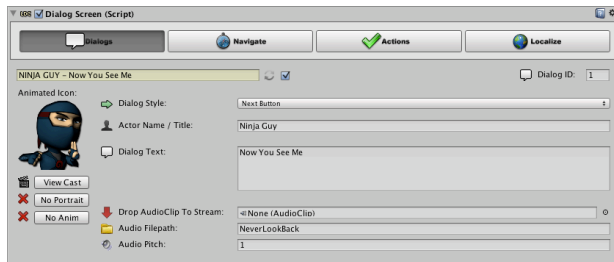 Dialog Screen (Script)
Dialogs
Navigate
Actions
Localize
NINJA GUY – Now You See Me
Dialog ID: 1
Animated Icon:
Dialog Style: Next Button
Actor Name / Title: Ninja Guy
Dialog Text: Now You See Me
View Cast
No Portrait
No Anim
Drop AudioClip To Stream: None (AudioClip)
Audio Filepath: NeverLookBack
Audio Pitch: 1